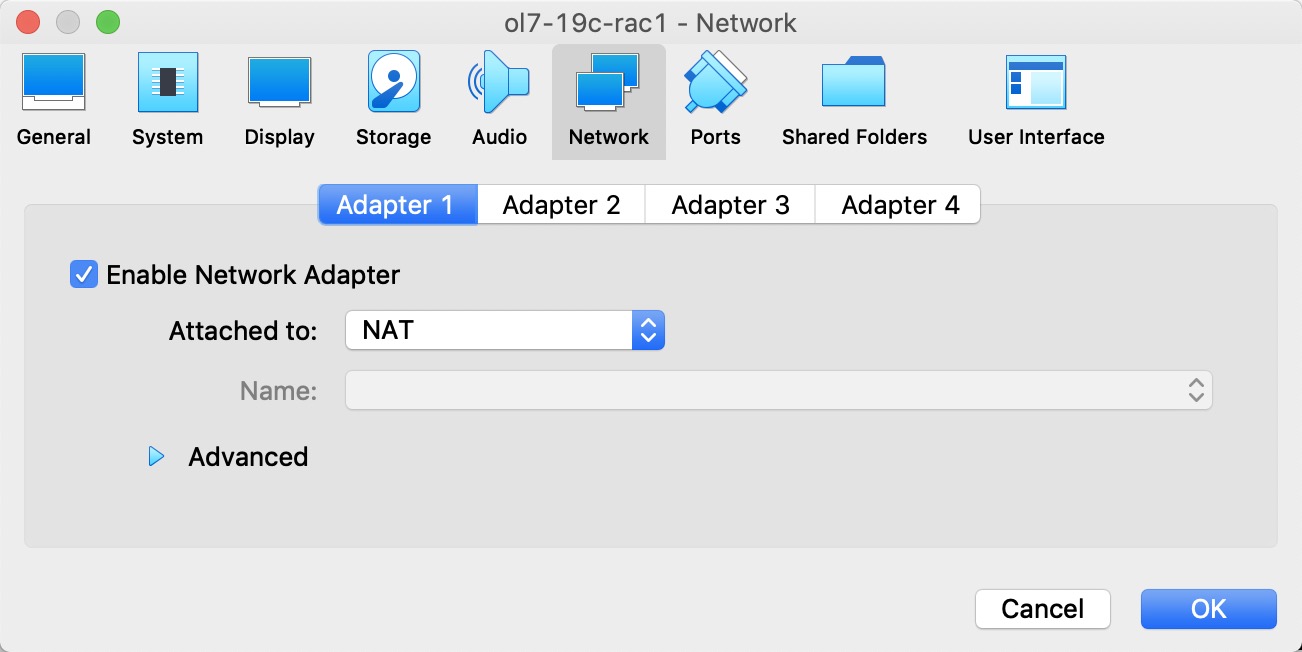 ol7-19c-rac1 - Network
General System Display Storage Audio Network Ports Shared Folders User Interface
Adapter 1 Adapter 2 Adapter 3 Adapter 4
Enable Network Adapter
Attached to: NAT
Name:
Advanced
Cancel OK